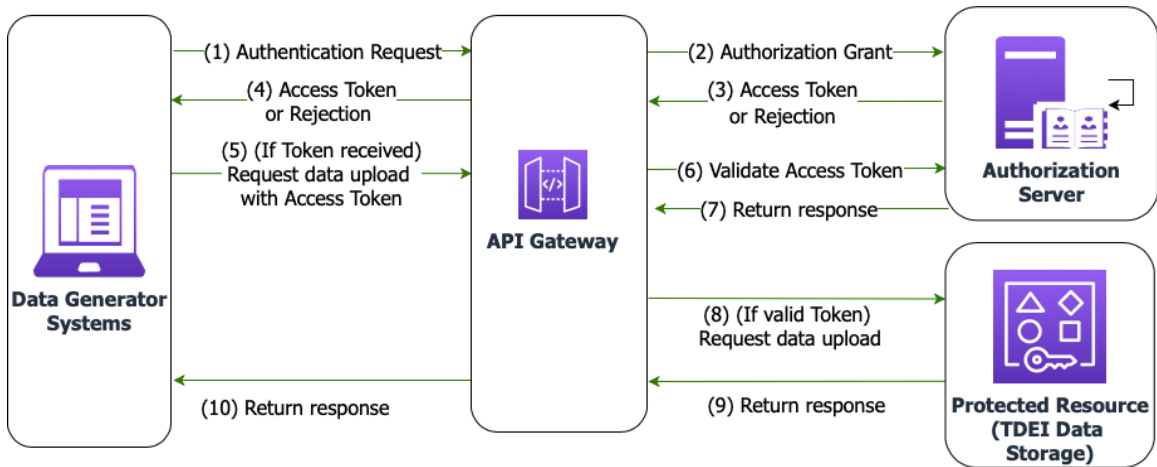 (1) Authentication Request
(2) Authorization Grant
(4) Access Token
or Rejection
(3) Access Token
or Rejection
(5) (If Token received)
Request data upload
with Access Token
(6) Validate Access Token
(7) Return response
Authorization
Server
</>
API Gateway
Data Generator
Systems
(8) (If valid Token)
Request data upload
(10) Return response
(9) Return response
Protected Resource
(TDEI Data
Storage)